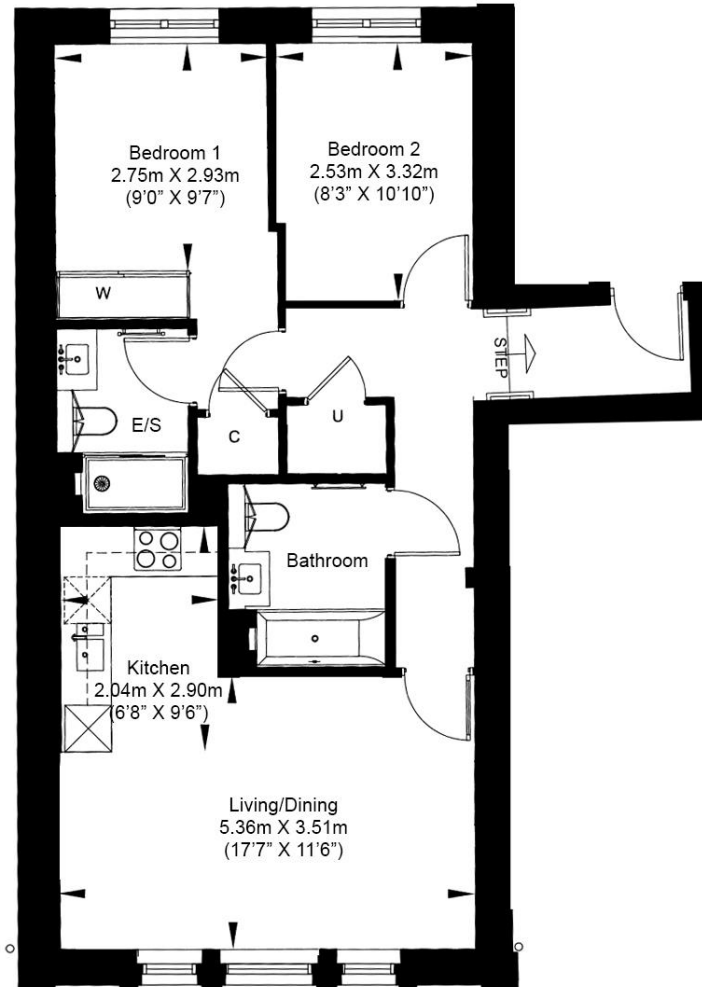 Bedroom 1
2.75m X 2.93m
(9'0" X 9'7")
Bedroom 2
2.53m X 3.32m
(8'3" X 10'10")
W
STEP
E/S
C
U
Bathroom
Kitchen
2.04m X 2.90m
(6'8" X 9'6")
Living/Dining
5.36m X 3.51m
(17'7" X 11'6")